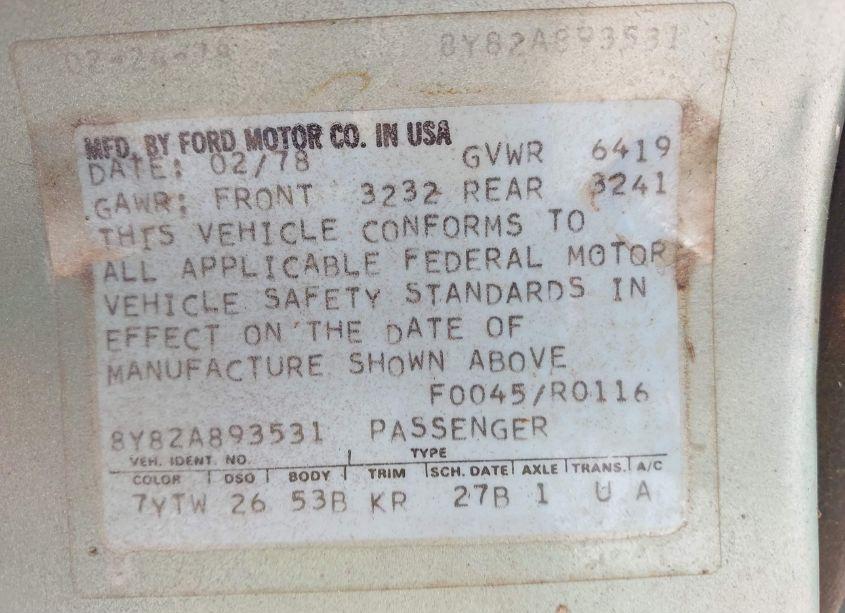 8Y82A893531
MFD. BY FORD MOTOR CO. IN USA
DATE: 02/78 GVWR 6419
GAWR: FRONT 3232 REAR 3241
THIS VEHICLE CONFORMS TO
ALL APPLICABLE FEDERAL MOTOR
VEHICLE SAFETY STANDARDS IN
EFFECT ON THE DATE OF
MANUFACTURE SHOWN ABOVE
F0045/R0116
8Y82A893531 PASSENGER
VEH. IDENT. NO. TYPE
COLOR DSO BODY TRIM SCH. DATE AXLE TRANS. A/C
7YTW 26 53B KR 27B 1 U A